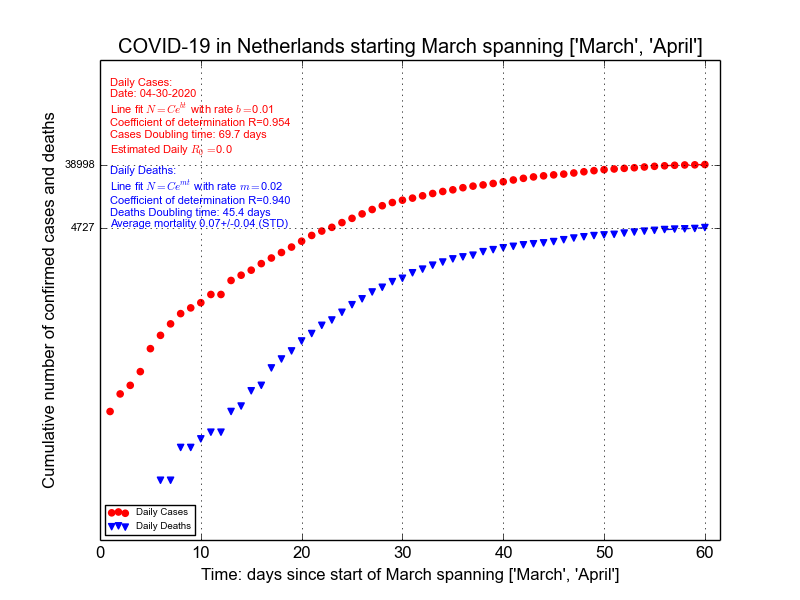 COVID-19 in Netherlands starting March spanning ['March', 'April']
Daily Cases:
Date: 04-30-2020
Line fit N = Ce^{bt} with rate b =0.01
Coefficient of determination R=0.954
Cases Doubling time: 69.7 days
Estimated Daily R_0 =0.0
Daily Deaths:
Line fit N = Ce^{mt} with rate m =0.02
Coefficient of determination R=0.940
Deaths Doubling time: 45.4 days
Average mortality 0.07+/-0.04 (STD)
38998
4727
Cumulative number of confirmed cases and deaths
Daily Cases
Daily Deaths
0 10 20 30 40 50 60
Time: days since start of March spanning ['March', 'April']